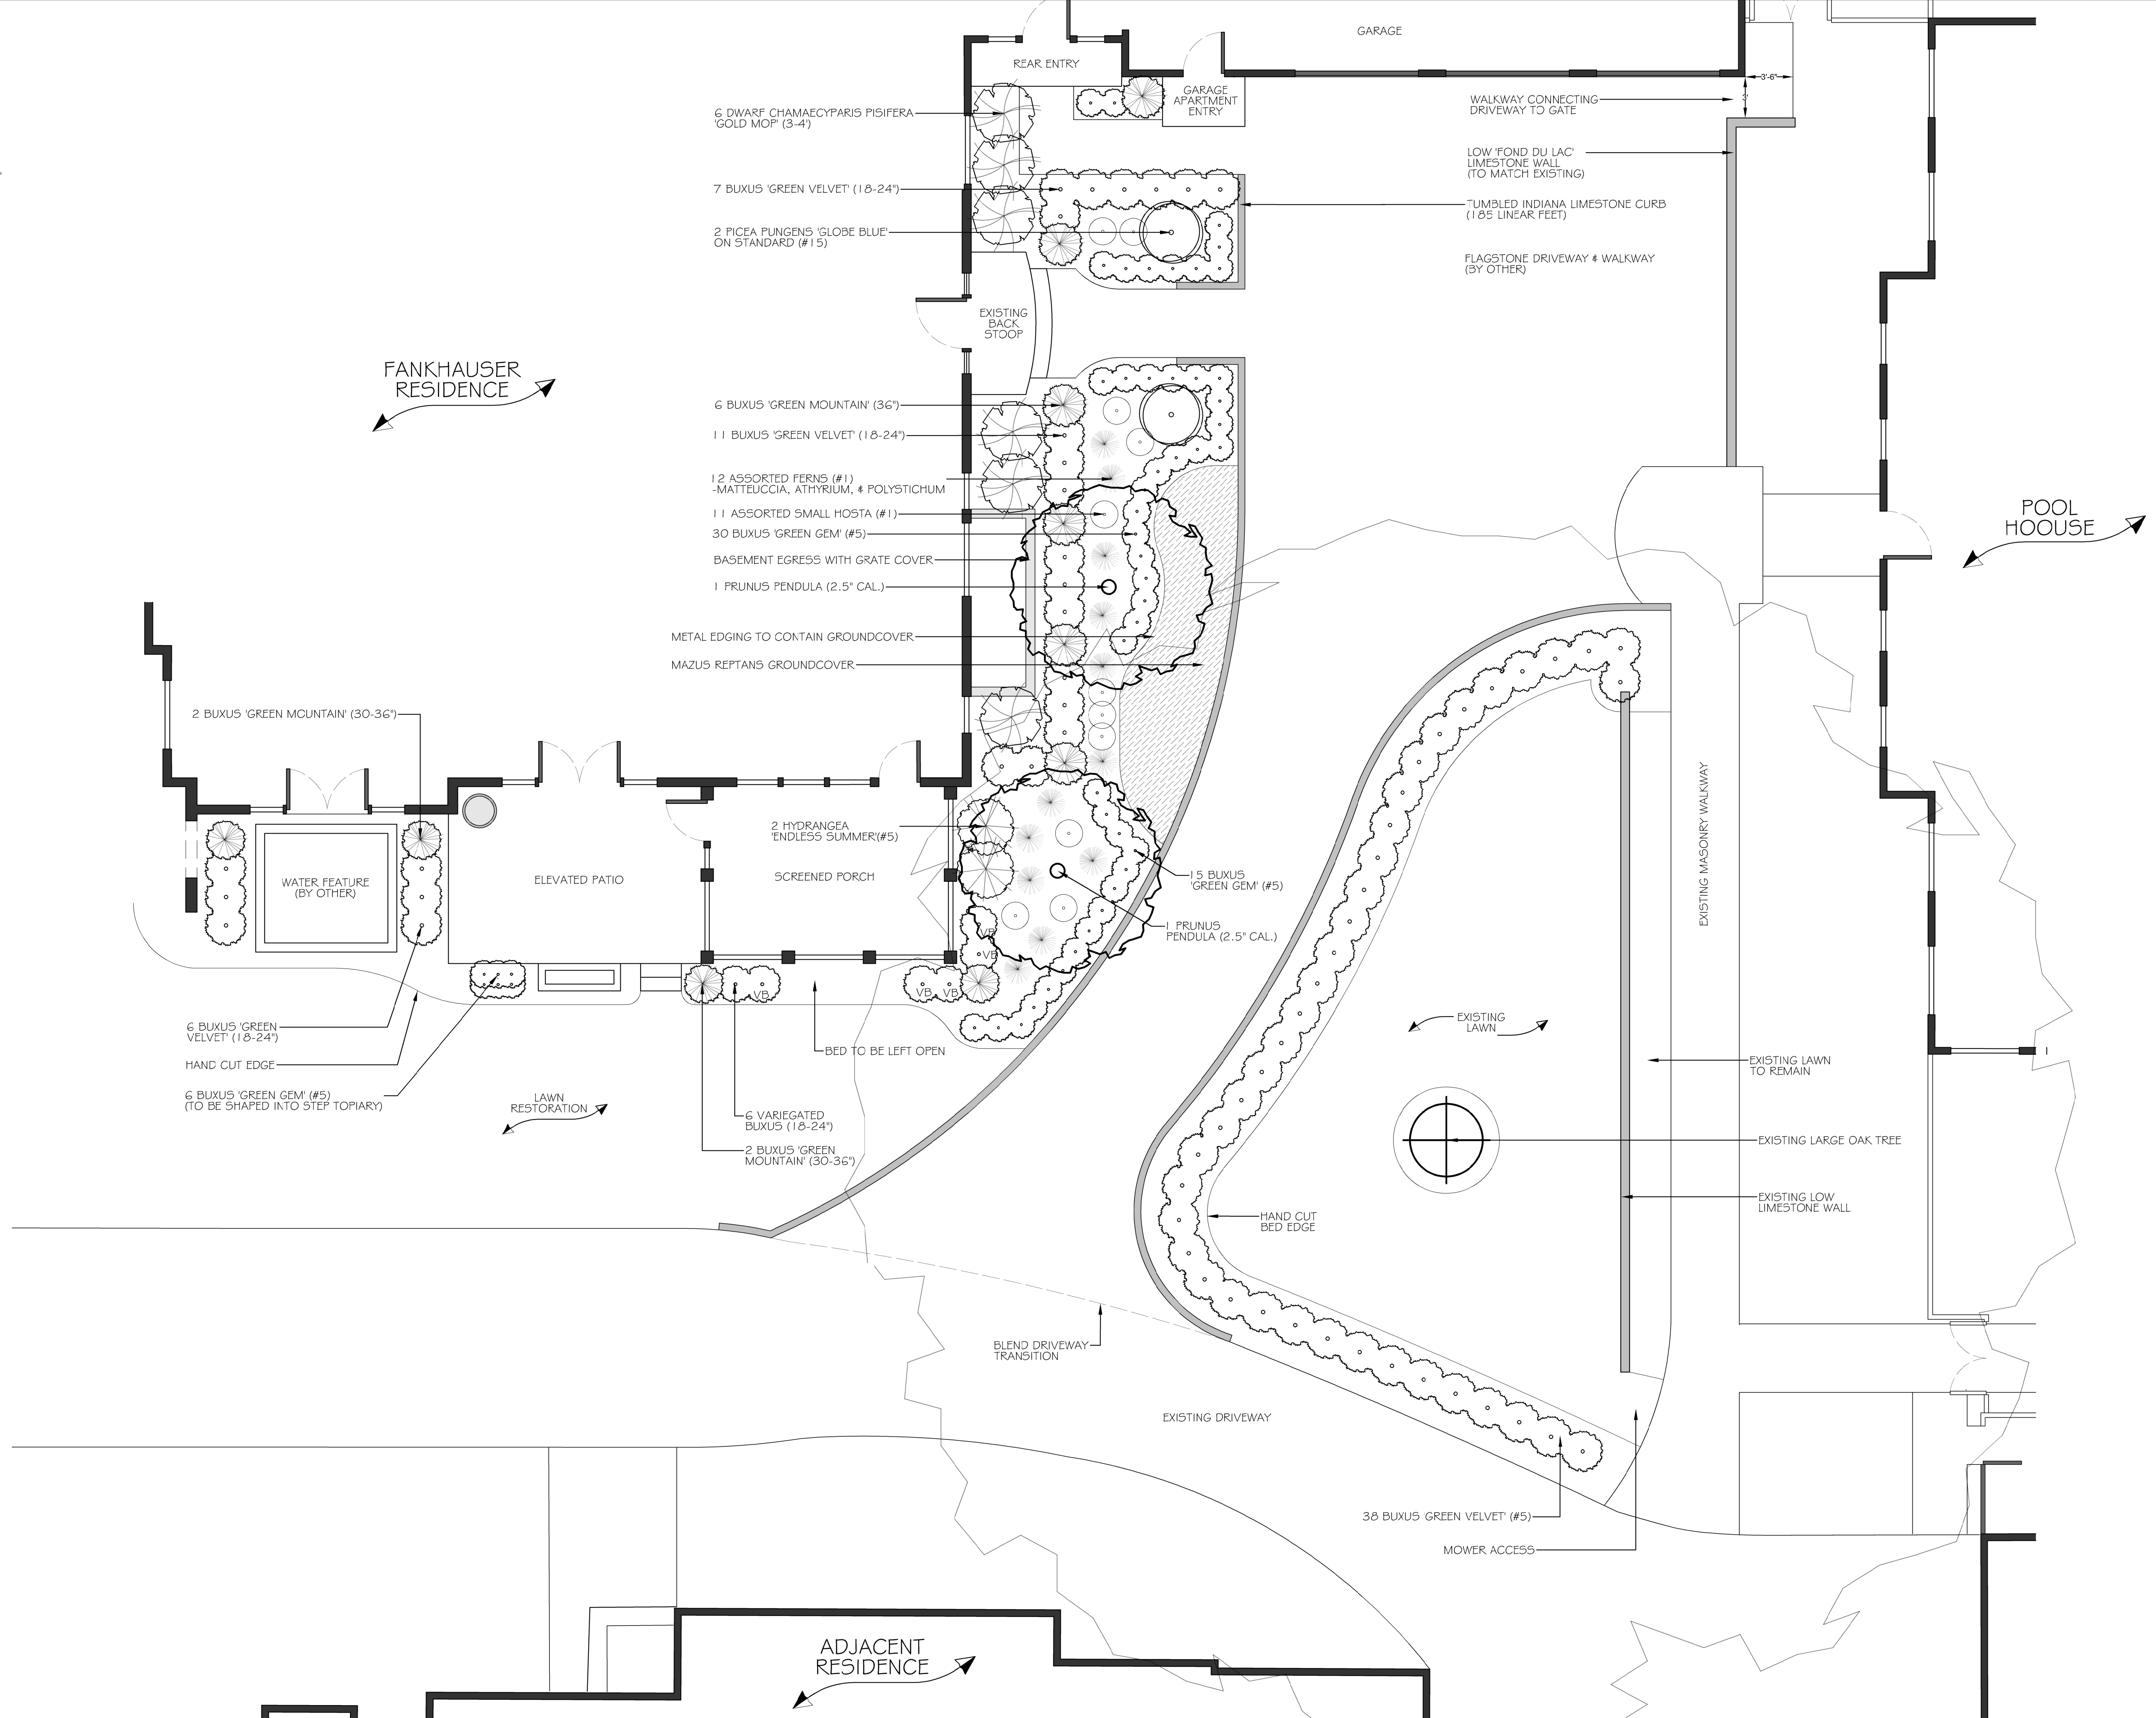 GARAGE
REAR ENTRY
GARAGE
APARTMENT
ENTRY
3'-6"
3'
WALKWAY CONNECTING
DRIVEWAY TO GATE
6 DWARF CHAMAECYPARIS PISIFERA
'GOLD MOP' (3-4')
LOW 'FOND DU LAC'
LIMESTONE WALL
(TO MATCH EXISTING)
7 BUXUS 'GREEN VELVET' (18-24")
TUMBLED INDIANA LIMESTONE CURB
(185 LINEAR FEET)
2 PICEA PUNGENS 'GLOBE BLUE'
ON STANDARD (#15)
FLAGSTONE DRIVEWAY & WALKWAY
(BY OTHER)
EXISTING
BACK
STOOP
FANKHAUSER
RESIDENCE
6 BUXUS 'GREEN MOUNTAIN' (36")
11 BUXUS 'GREEN VELVET' (18-24")
12 ASSORTED FERNS (#1)
-MATTEUCCIA, ATHYRIUM, & POLYSTICHUM
11 ASSORTED SMALL HOSTA (#1)
30 BUXUS 'GREEN GEM' (#5)
BASEMENT EGRESS WITH GRATE COVER
1 PRUNUS PENDULA (2.5" CAL.)
METAL EDGING TO CONTAIN GROUNDCOVER
MAZUS REPTANS GROUNDCOVER
POOL
HOOUSE
2 BUXUS 'GREEN MOUNTAIN' (30-36")
EXISTING MASONRY WALKWAY
2 HYDRANGEA
'ENDLESS SUMMER'(#5)
WATER FEATURE
(BY OTHER)
ELEVATED PATIO
SCREENED PORCH
15 BUXUS
'GREEN GEM' (#5)
1 PRUNUS
PENDULA (2.5" CAL.)
VB
VB
VB
VB VB
6 BUXUS 'GREEN
VELVET' (18-24")
HAND CUT EDGE
6 BUXUS 'GREEN GEM' (#5)
(TO BE SHAPED INTO STEP TOPIARY)
BED TO BE LEFT OPEN
LAWN
RESTORATION
6 VARIEGATED
BUXUS (18-24")
2 BUXUS 'GREEN
MOUNTAIN' (30-36")
EXISTING
LAWN
EXISTING LAWN
TO REMAIN
EXISTING LARGE OAK TREE
EXISTING LOW
LIMESTONE WALL
HAND CUT
BED EDGE
BLEND DRIVEWAY
TRANSITION
EXISTING DRIVEWAY
38 BUXUS GREEN VELVET' (#5)
MOWER ACCESS
ADJACENT
RESIDENCE